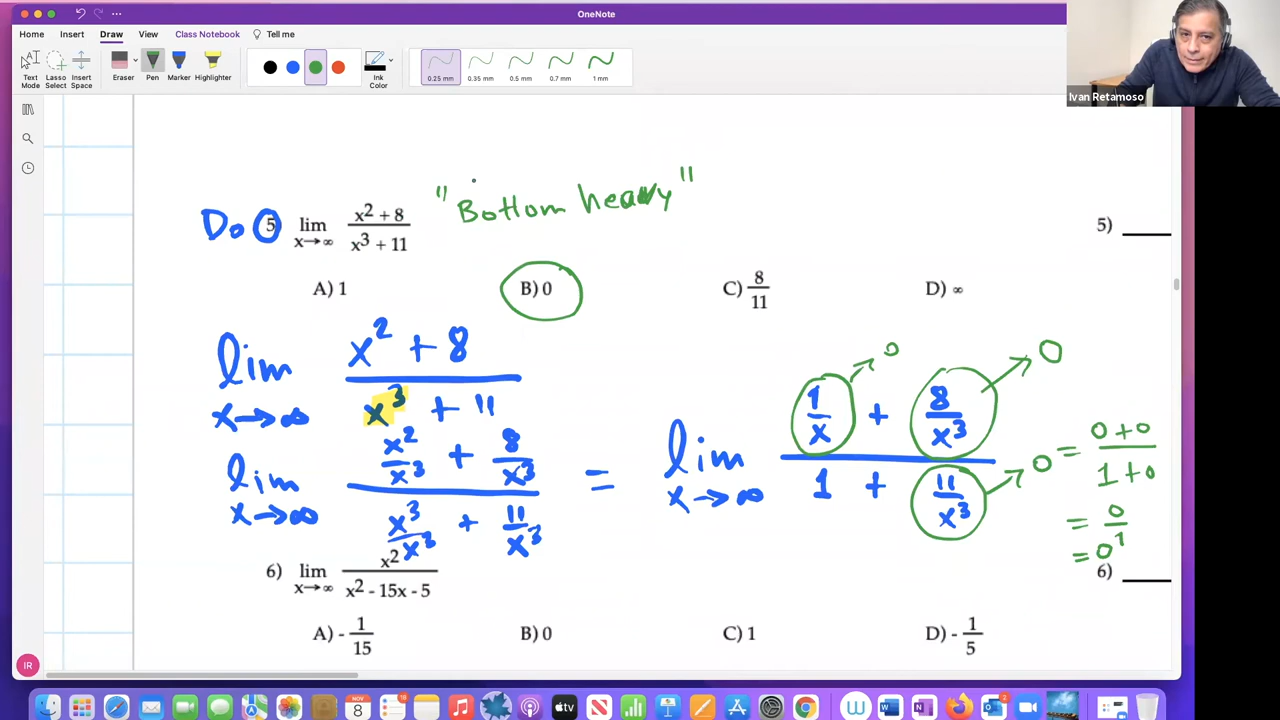 OneNote
Home Insert Draw View Class Notebook Tell me
Text Mode Lasso Select Insert Space Eraser Pen Marker Highlighter Ink Color 0.25 mm 0.35 mm 0.5 mm 0.7 mm 1 mm
Ivan Retamoso
"Bottom heavy"
Do 5) lim x→∞ x² + 8 / x³ + 11 5)
A) 1 B) 0 C) 8/11 D) ∞
lim x→∞ x² + 8 / x³ + 11
lim x→∞ x²/x³ + 8/x³ / x³/x³ + 11/x³ = lim x→∞ 1/x → 0 + 8/x³ → 0 / 1 + 11/x³ → 0 = 0+0 / 1+0
= 0/1
= 0
6) lim x→∞ x² / x² - 15x - 5 6)
A) - 1/15 B) 0 C) 1 D) - 1/5
IR
NOV 8
tv